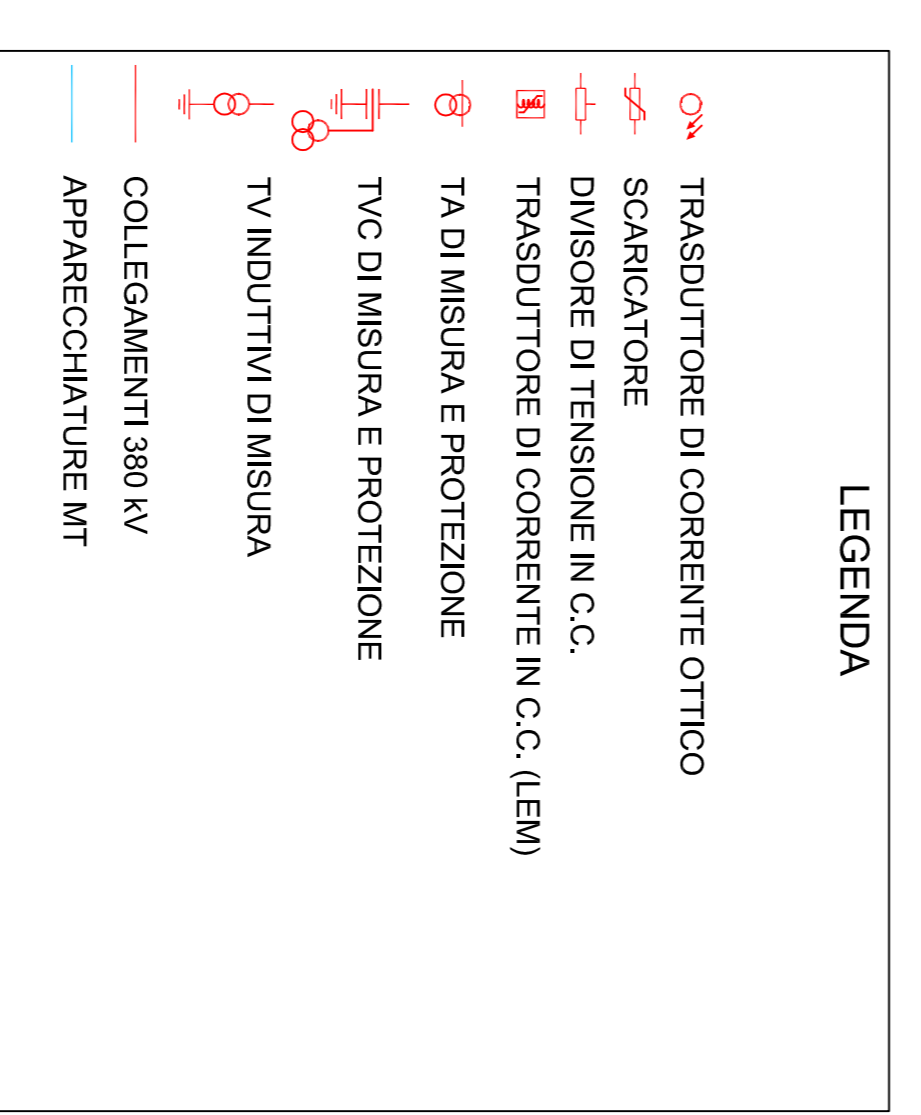 LEGENDA
TRASDUTTORE DI CORRENTE OTTICO
SCARICATORE
DIVISORE DI TENSIONE IN C.C.
TRASDUTTORE DI CORRENTE IN C.C. (LEM)
TA DI MISURA E PROTEZIONE
TVC DI MISURA E PROTEZIONE
TV INDUTTIVI DI MISURA
COLLEGAMENTI 380 kV
APPARECCHIATURE MT